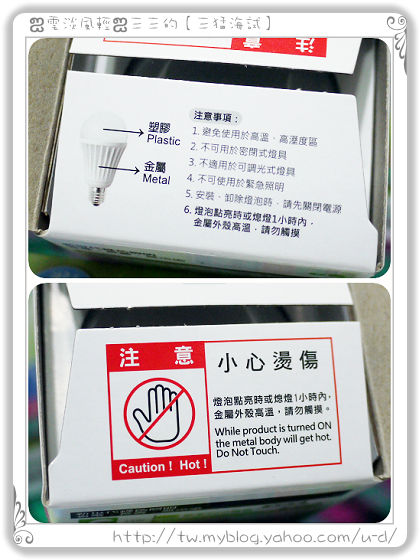 雲淡風輕 三三的【三猛海試】
注意
塑膠
Plastic
金屬
Metal
注意事項：
1. 避免使用於高溫、高溼度區
2. 不可用於密閉式燈具
3. 不適用於可調光式燈具
4. 不可使用於緊急照明
5. 安裝、卸除燈泡時，請先關閉電源
6. 燈泡點亮時或熄燈1小時內，
金屬外殼高溫，請勿觸摸
注 意
小心燙傷
燈泡點亮時或熄燈1小時內，
金屬外殼高溫，請勿觸摸。
While product is turned ON
the metal body will get hot.
Do Not Touch.
Caution！Hot！
http://tw.myblog.yahoo.com/u-d/